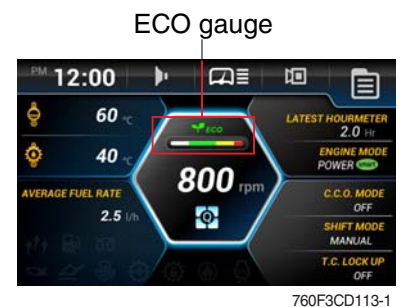 ECO gauge
PM 12:00
60 ℃
ECO
LATEST HOURMETER
2.0 Hr
40 ℃
ENGINE MODE
POWER smart
800 rpm
AVERAGE FUEL RATE
2.5 l/h
C.C.O. MODE
OFF
SHIFT MODE
MANUAL
T.C. LOCK UP
OFF
760F3CD113-1